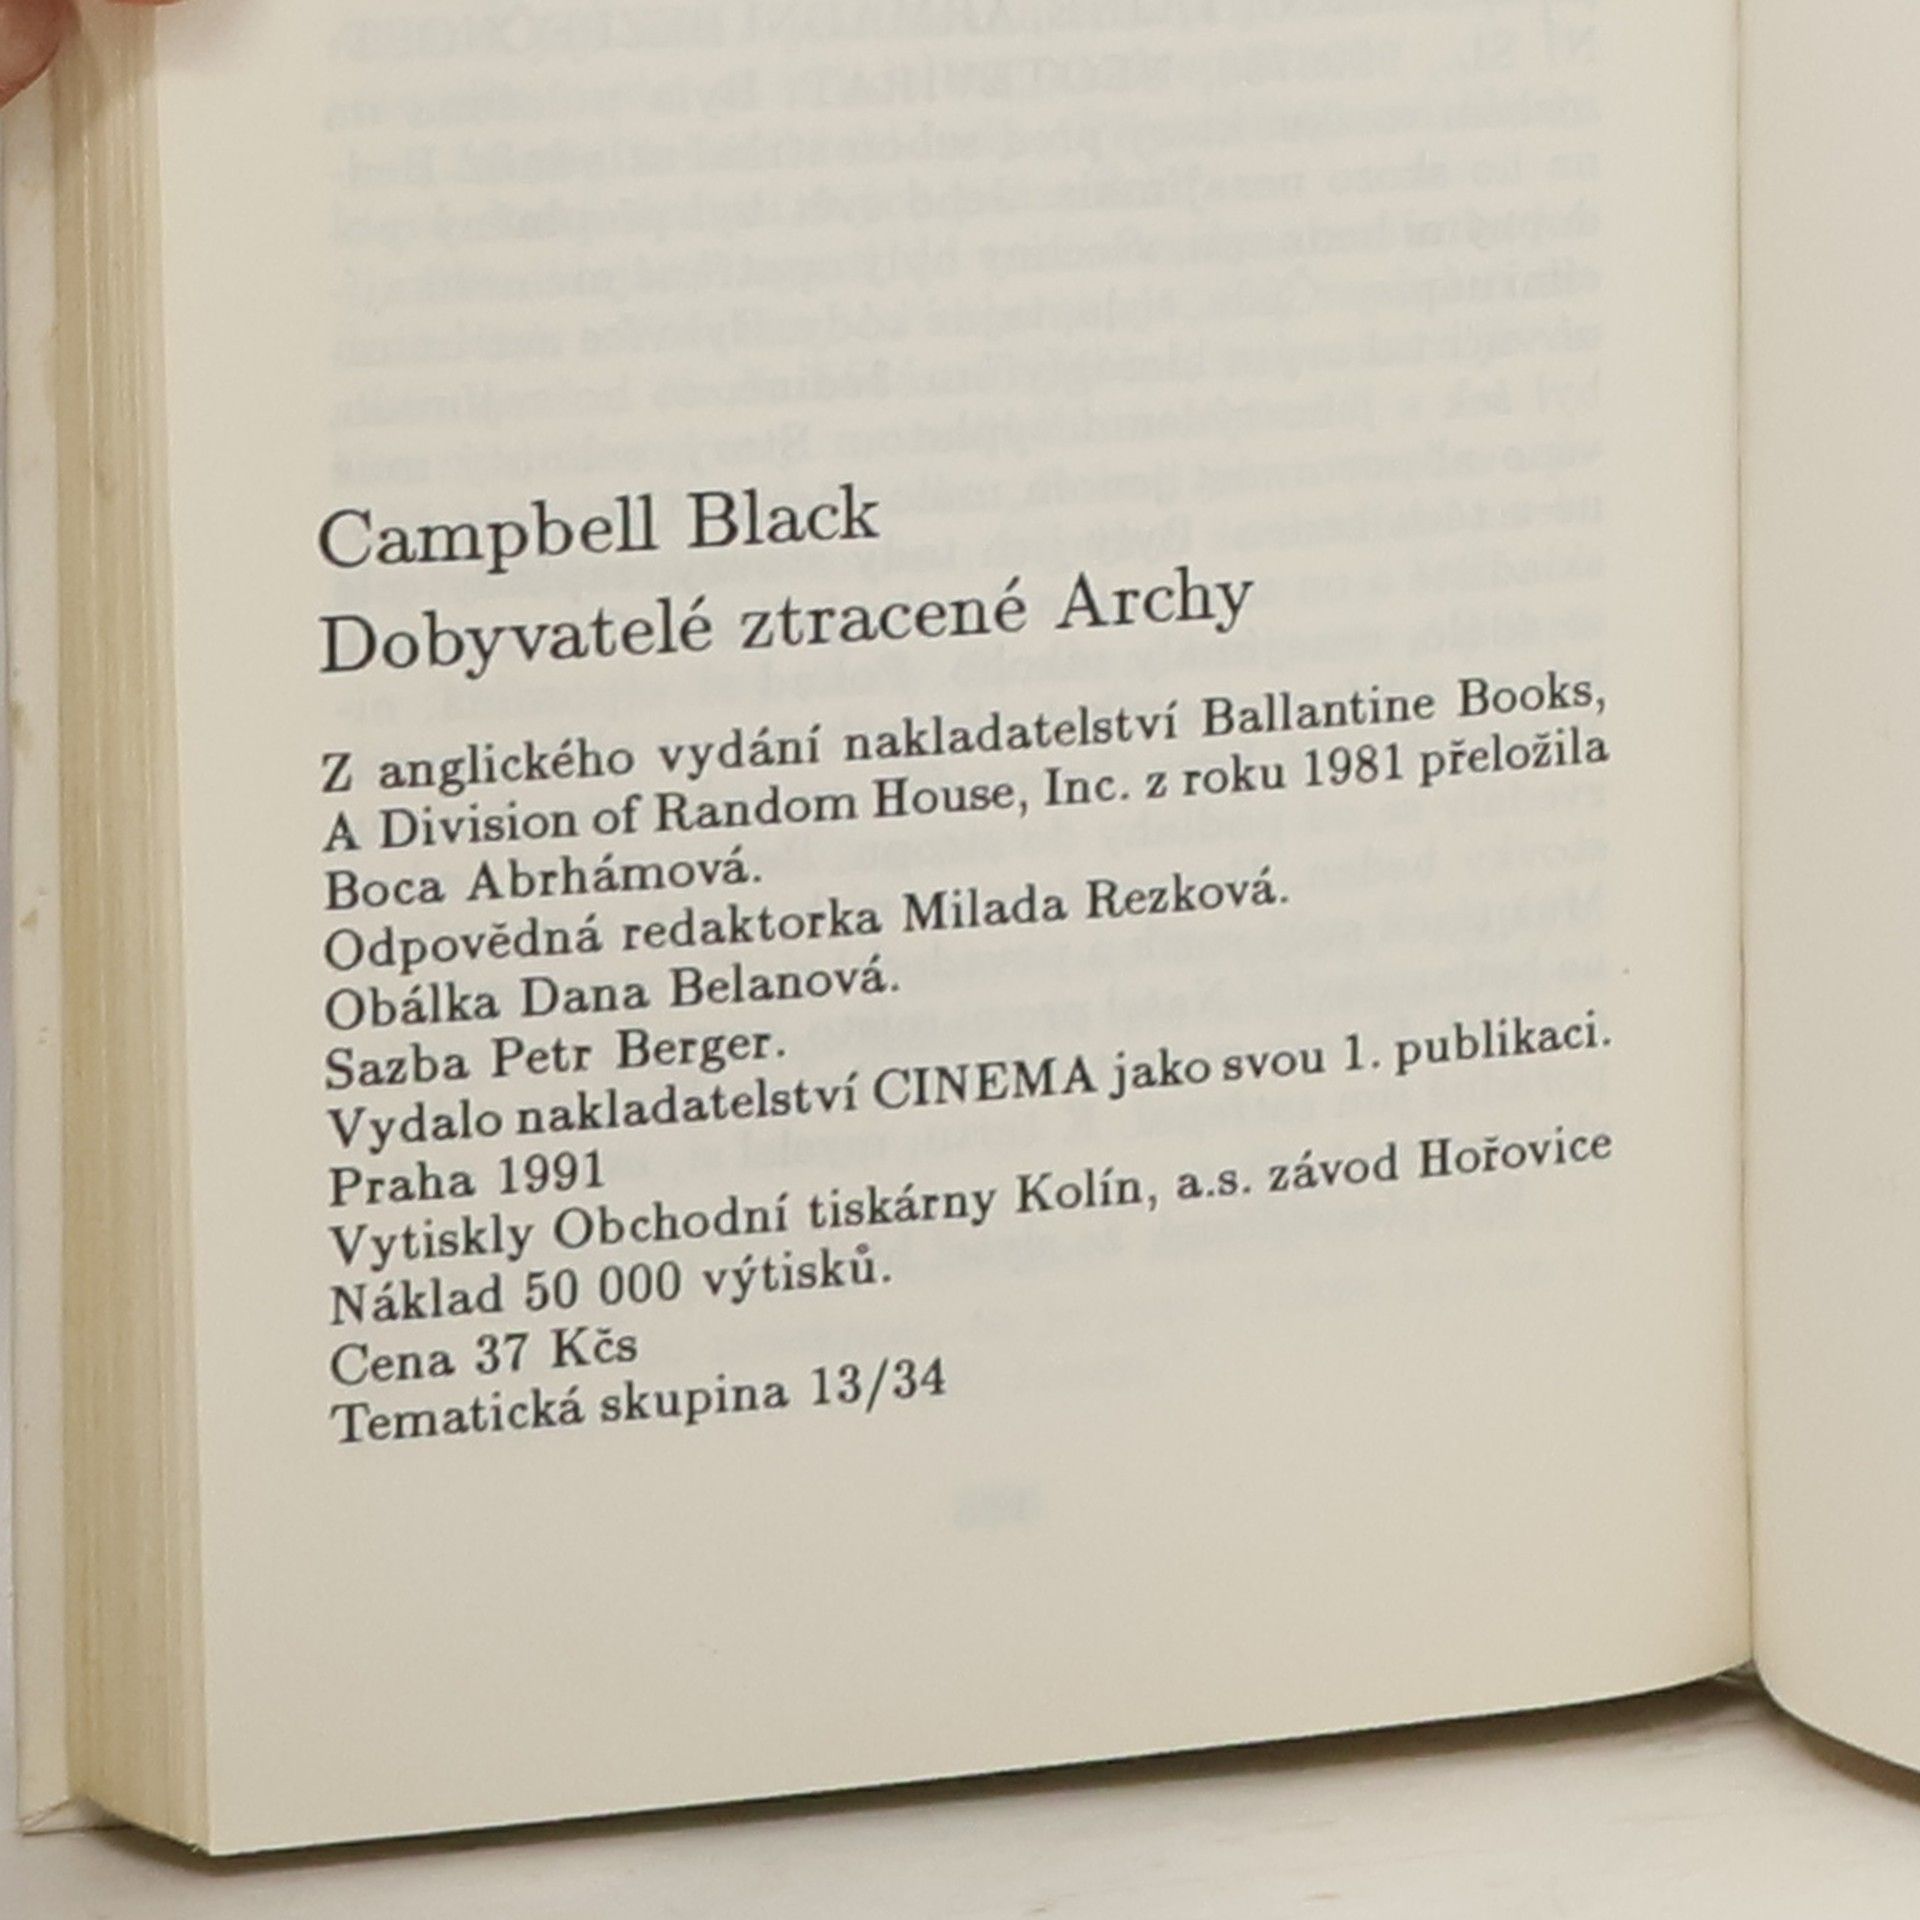 Campbell Black
Dobyvatelé ztracené Archy
Z anglického vydání nakladatelství Ballantine Books,
A Division of Random House, Inc. z roku 1981 přeložila
Boca Abrhámová.
Odpovědná redaktorka Milada Rezková.
Obálka Dana Belanová.
Sazba Petr Berger.
Vydalo nakladatelství CINEMA jako svou 1. publikaci.
Praha 1991
Vytiskly Obchodní tiskárny Kolín, a.s. závod Hořovice
Náklad 50 000 výtisků.
Cena 37 Kčs
Tematická skupina 13/34